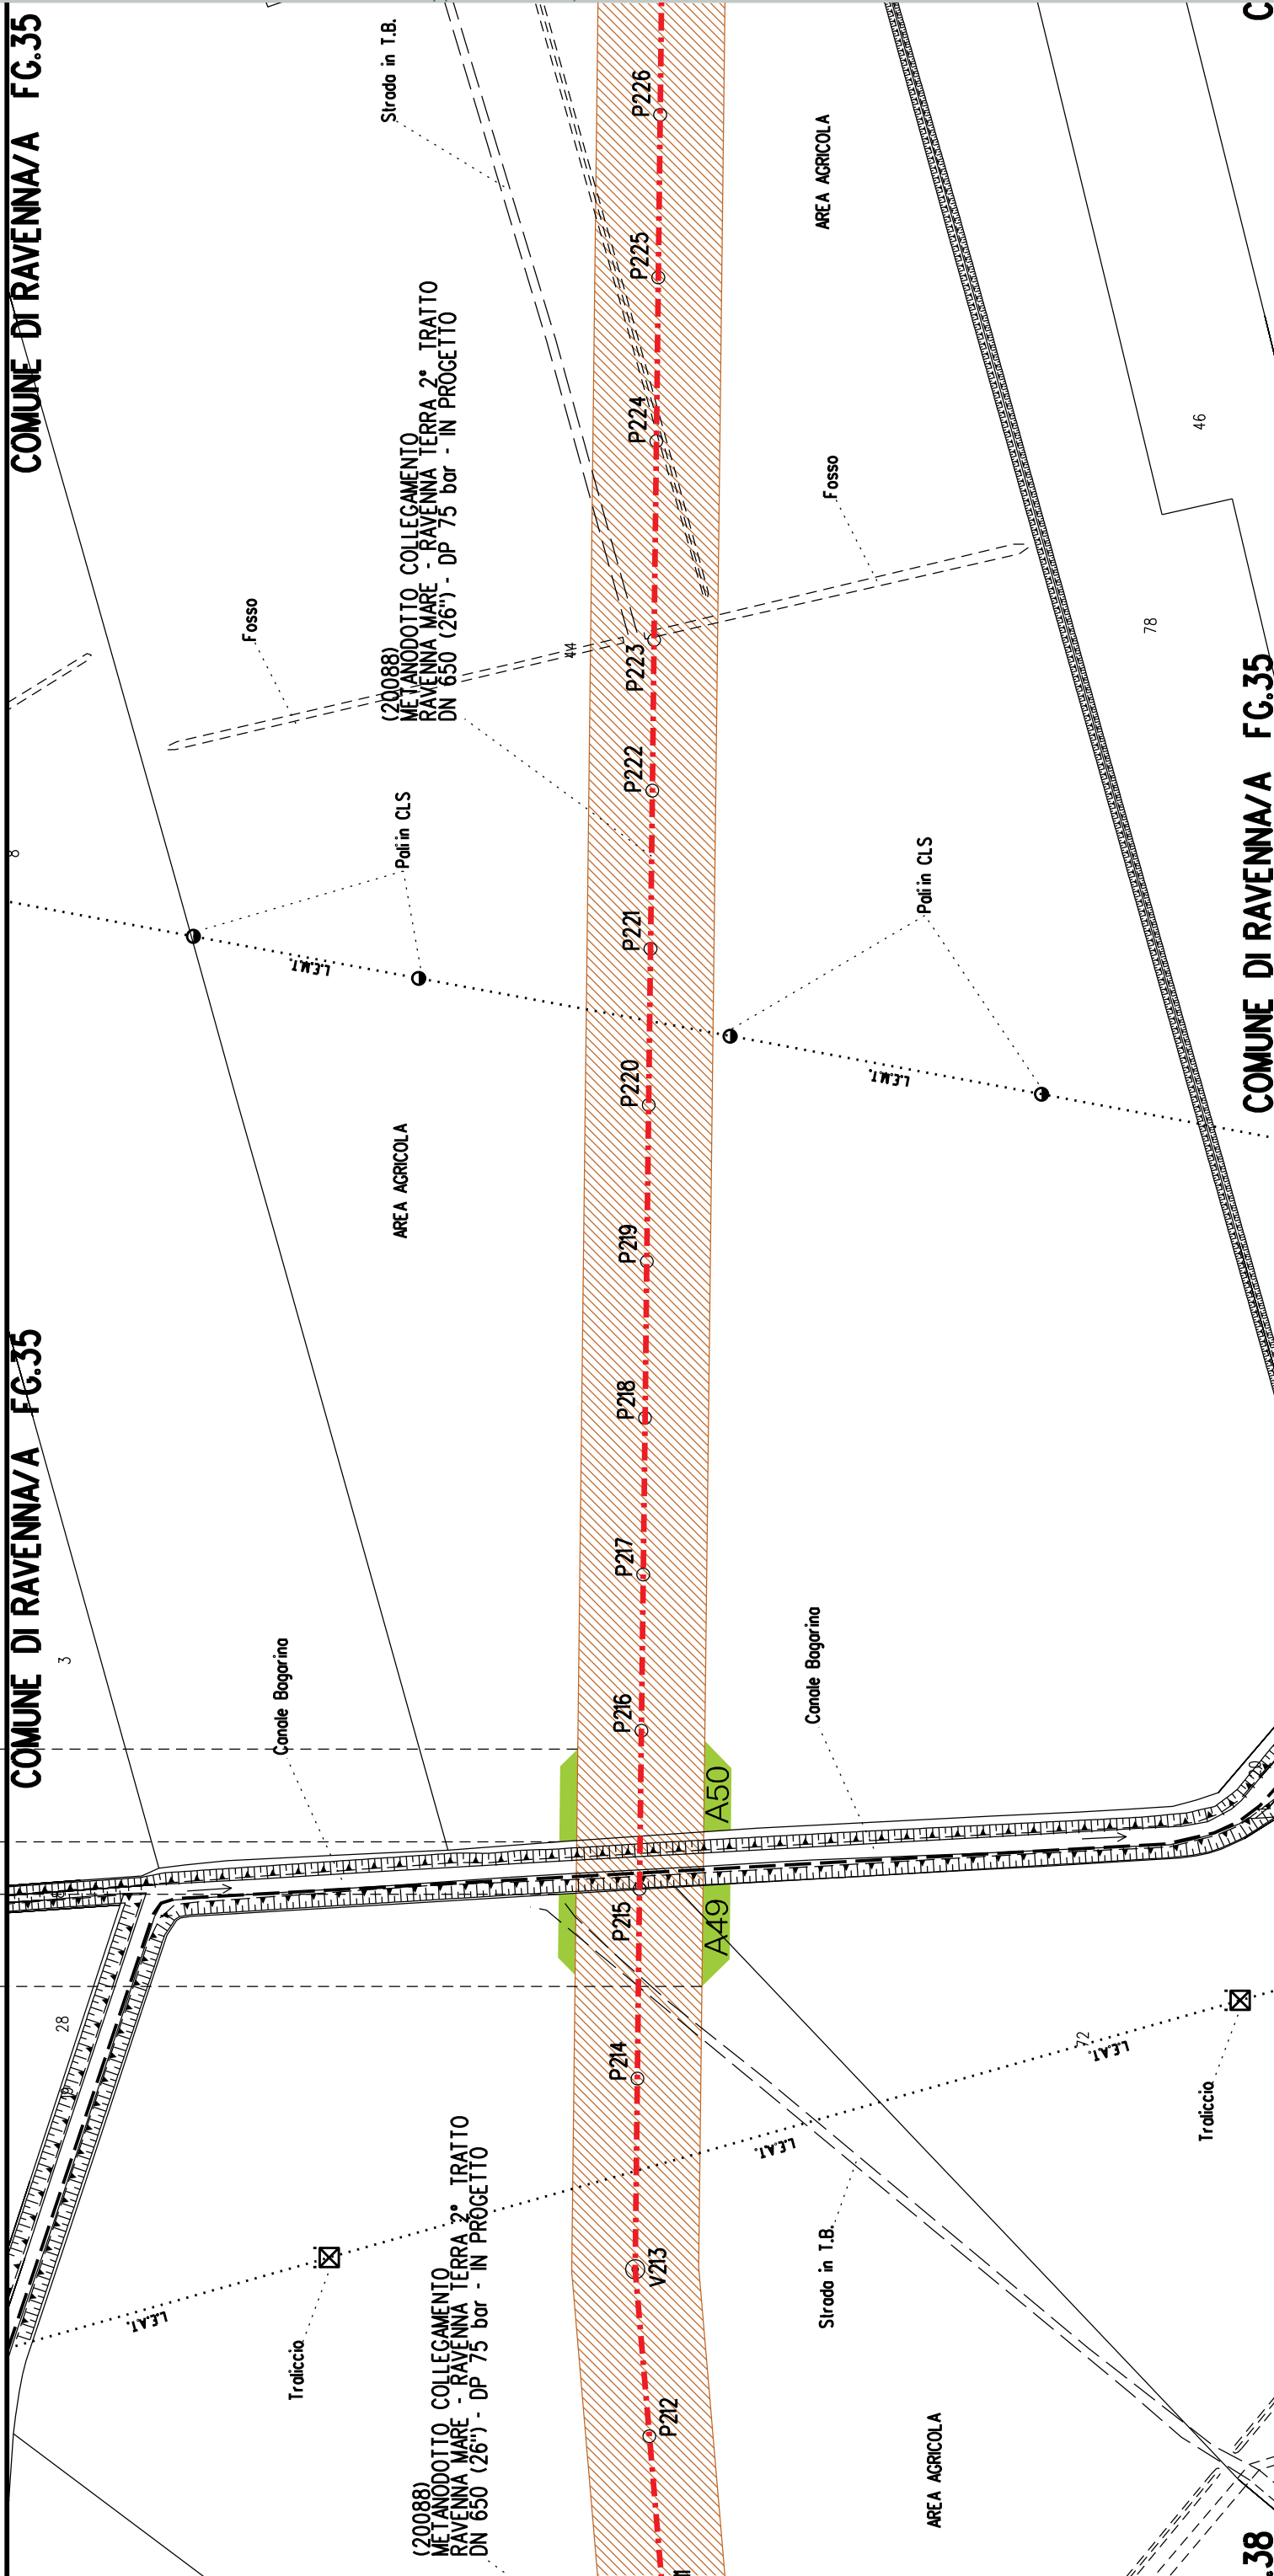 COMUNE DI RAVENNA/A FG.35
COMUNE DI RAVENNA/A FG.35
COMUNE DI RAVENNA/A FG.35
Strada in T.B.
P226
AREA AGRICOLA
P225
(20088)
METANODOTTO COLLEGAMENTO
RAVENNA MARE - RAVENNA TERRA 2° TRATTO
DN 650 (26") - DP 75 bar - IN PROGETTO
P224
46
Fosso
Fosso
44
P223
78
P222
8
Pali in CLS
Pali in CLS
P221
L.E.M.T.
L.E.M.T.
P220
AREA AGRICOLA
P219
P218
P217
3
Canale Bagarina
Canale Bagarina
P216
A50
20
P215
A49
28
19
P214
72
L.E.A.T.
L.E.A.T.
Traliccio
(20088)
METANODOTTO COLLEGAMENTO
RAVENNA MARE - RAVENNA TERRA 2° TRATTO
DN 650 (26") - DP 75 bar - IN PROGETTO
V213
Strada in T.B.
L.E.A.T.
Traliccio
P212
AREA AGRICOLA
.38